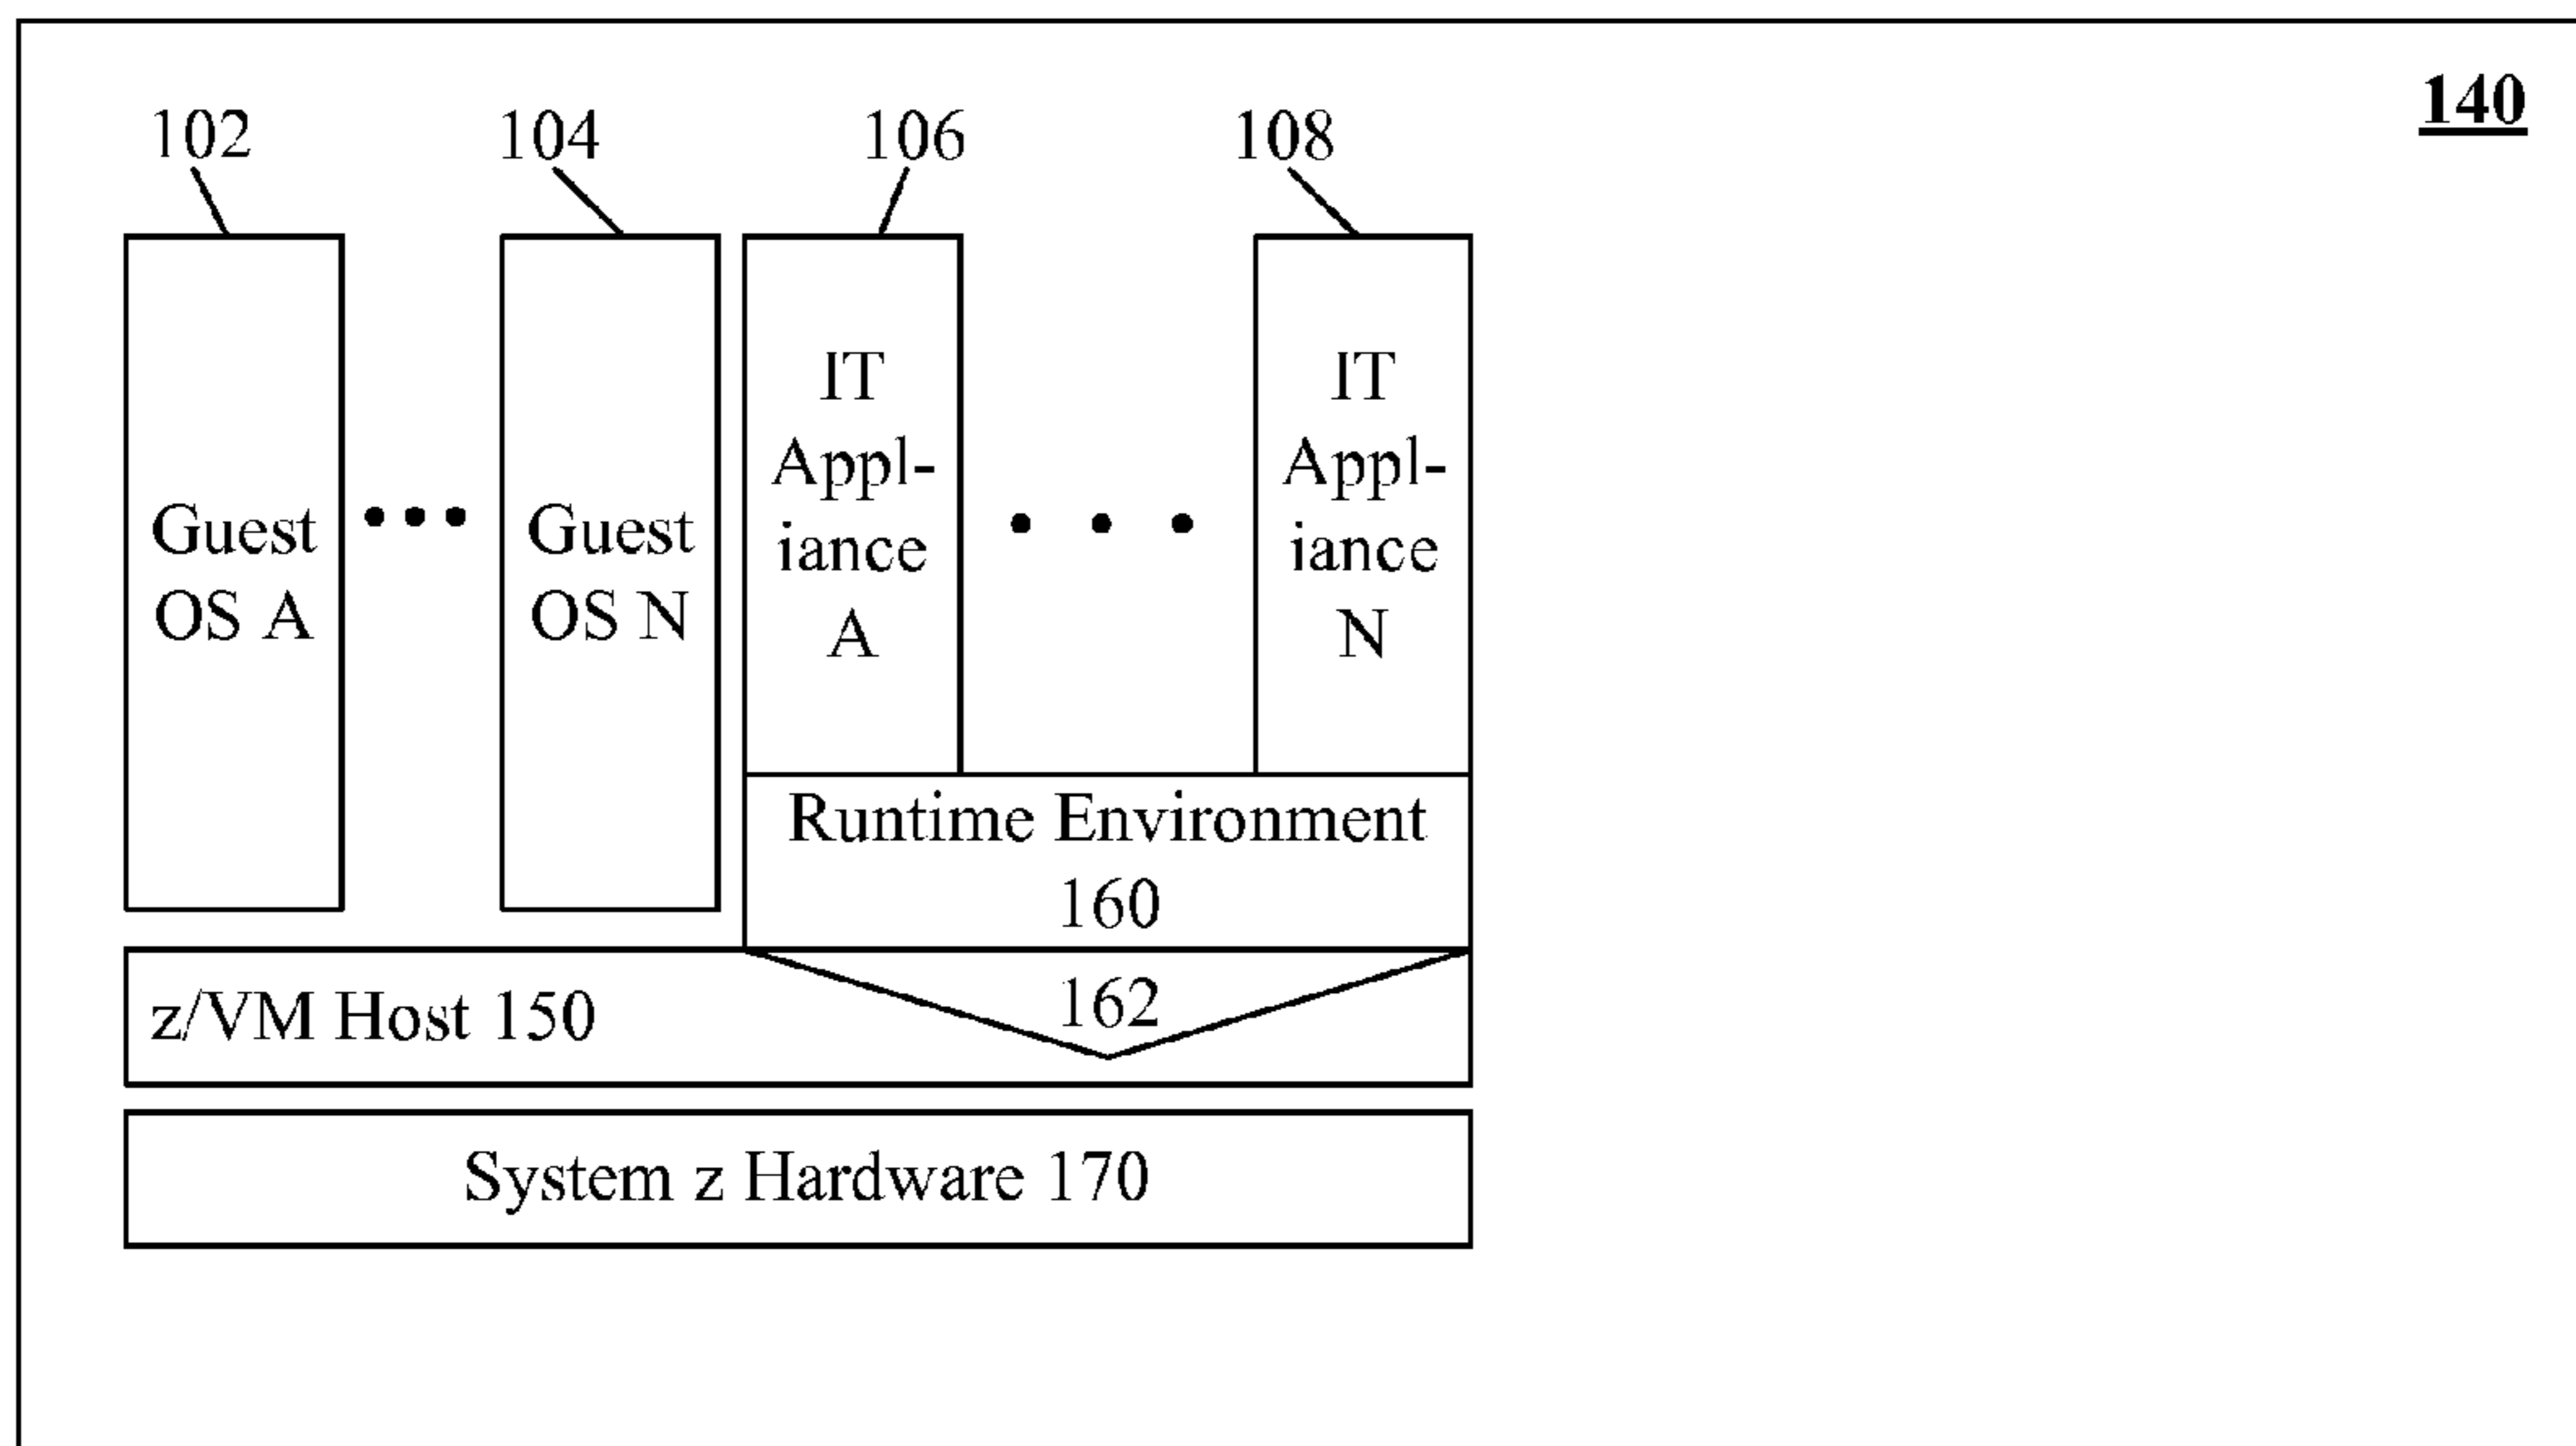 140
102
104
106
108
Guest
OS A
Guest
OS N
IT
Appl-
iance
A
IT
Appl-
iance
N
Runtime Environment
160
z/VM Host 150
162
System z Hardware 170